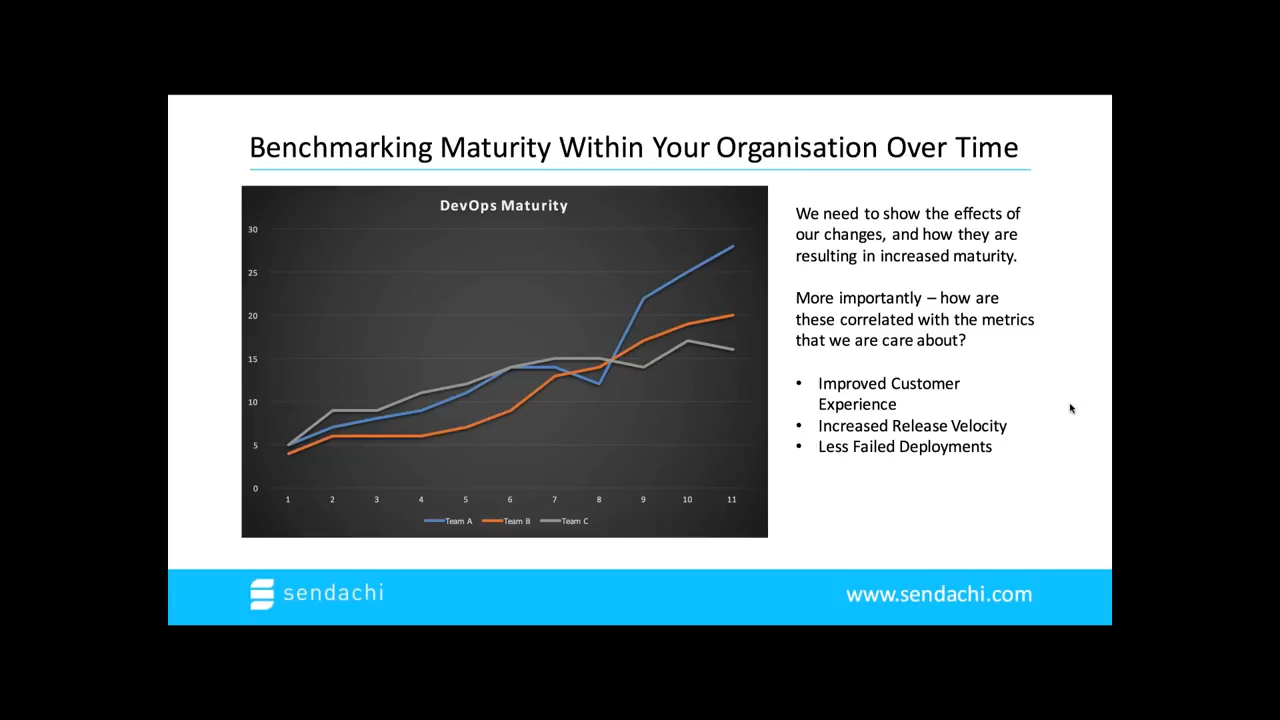 Benchmarking Maturity Within Your Organisation Over Time
DevOps Maturity
30
25
20
15
10
5
0
1 2 3 4 5 6 7 8 9 10 11
Team A Team B Team C
We need to show the effects of
our changes, and how they are
resulting in increased maturity.
More importantly – how are
these correlated with the metrics
that we are care about?
• Improved Customer
Experience
• Increased Release Velocity
• Less Failed Deployments
sendachi
www.sendachi.com